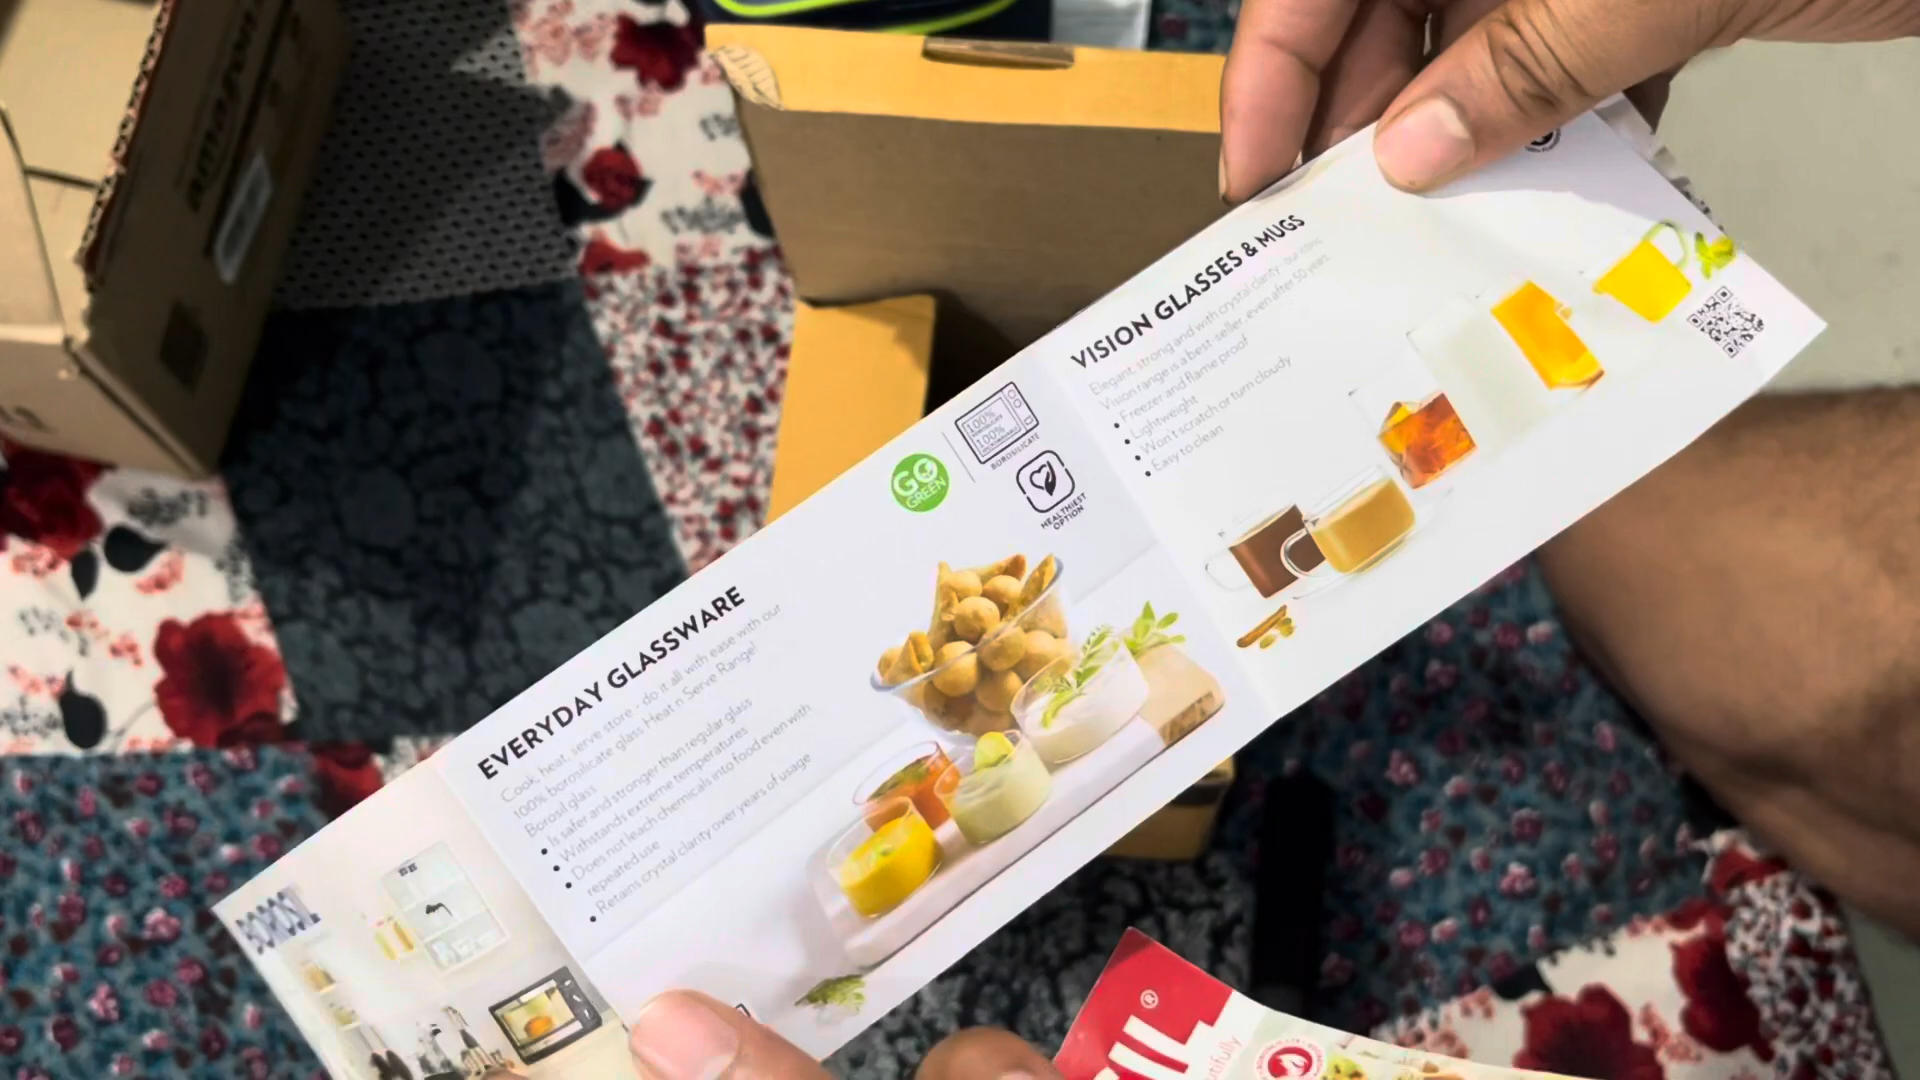 amazon
BOROSIL
EVERYDAY GLASSWARE
Cook, heat, serve store - do it all with ease with our
100% borosilicate glass Heat n Serve Range!
Borosil glass
• Is safer and stronger than regular glass
• Withstands extreme temperatures
• Does not leach chemicals into food even with
repeated use
• Retains crystal clarity over years of usage
GO
GREEN
100%
100%
BOROSILICATE
HEALTHIEST
OPTION
VISION GLASSES & MUGS
Elegant, strong and with crystal clarity - our iconic
Vision range is a best-seller, even after 50 years
• Freezer and flame proof
• Lightweight
• Won't scratch or turn cloudy
• Easy to clean
SIL®